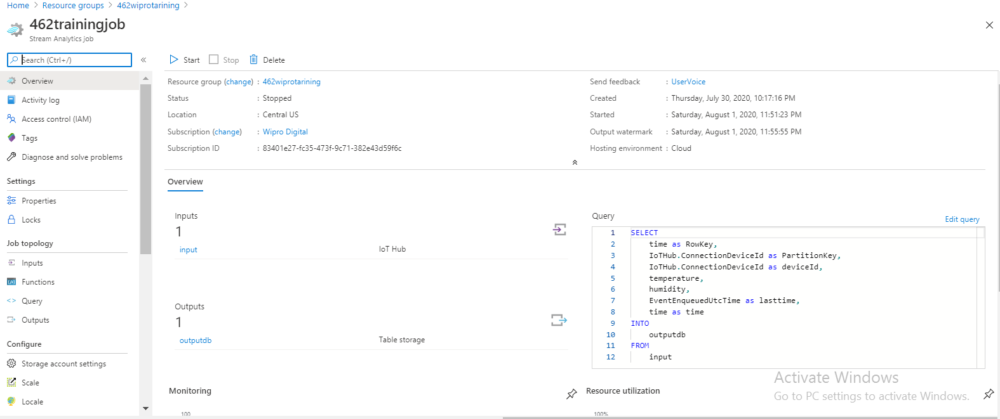 Home > Resource groups > 462wiprotarining >
462trainingjob
Stream Analytics job
Search (Ctrl+/)
«
Start
Stop
Delete
Overview
Activity log
Access control (IAM)
Tags
Diagnose and solve problems
Settings
Properties
Locks
Job topology
Inputs
Functions
Query
Outputs
Configure
Storage account settings
Scale
Locale
Resource group (change) : 462wiprotarining
Status : Stopped
Location : Central US
Subscription (change) : Wipro Digital
Subscription ID : 83401e27-fc35-473f-9c71-382e43d59f6c
Send feedback : UserVoice
Created : Thursday, July 30, 2020, 10:17:16 PM
Started : Saturday, August 1, 2020, 11:51:23 PM
Output watermark : Saturday, August 1, 2020, 11:55:55 PM
Hosting environment : Cloud
Overview
Inputs
1
input IoT Hub
Outputs
1
outputdb Table storage
Query
Edit query
1 SELECT
2 time as RowKey,
3 IoTHub.ConnectionDeviceId as PartitionKey,
4 IoTHub.ConnectionDeviceId as deviceId,
5 temperature,
6 humidity,
7 EventEnqueuedUtcTime as lasttime,
8 time as time
9 INTO
10 outputdb
11 FROM
12 input
Monitoring
100
Resource utilization
100%
Activate Windows
Go to PC settings to activate Windows.